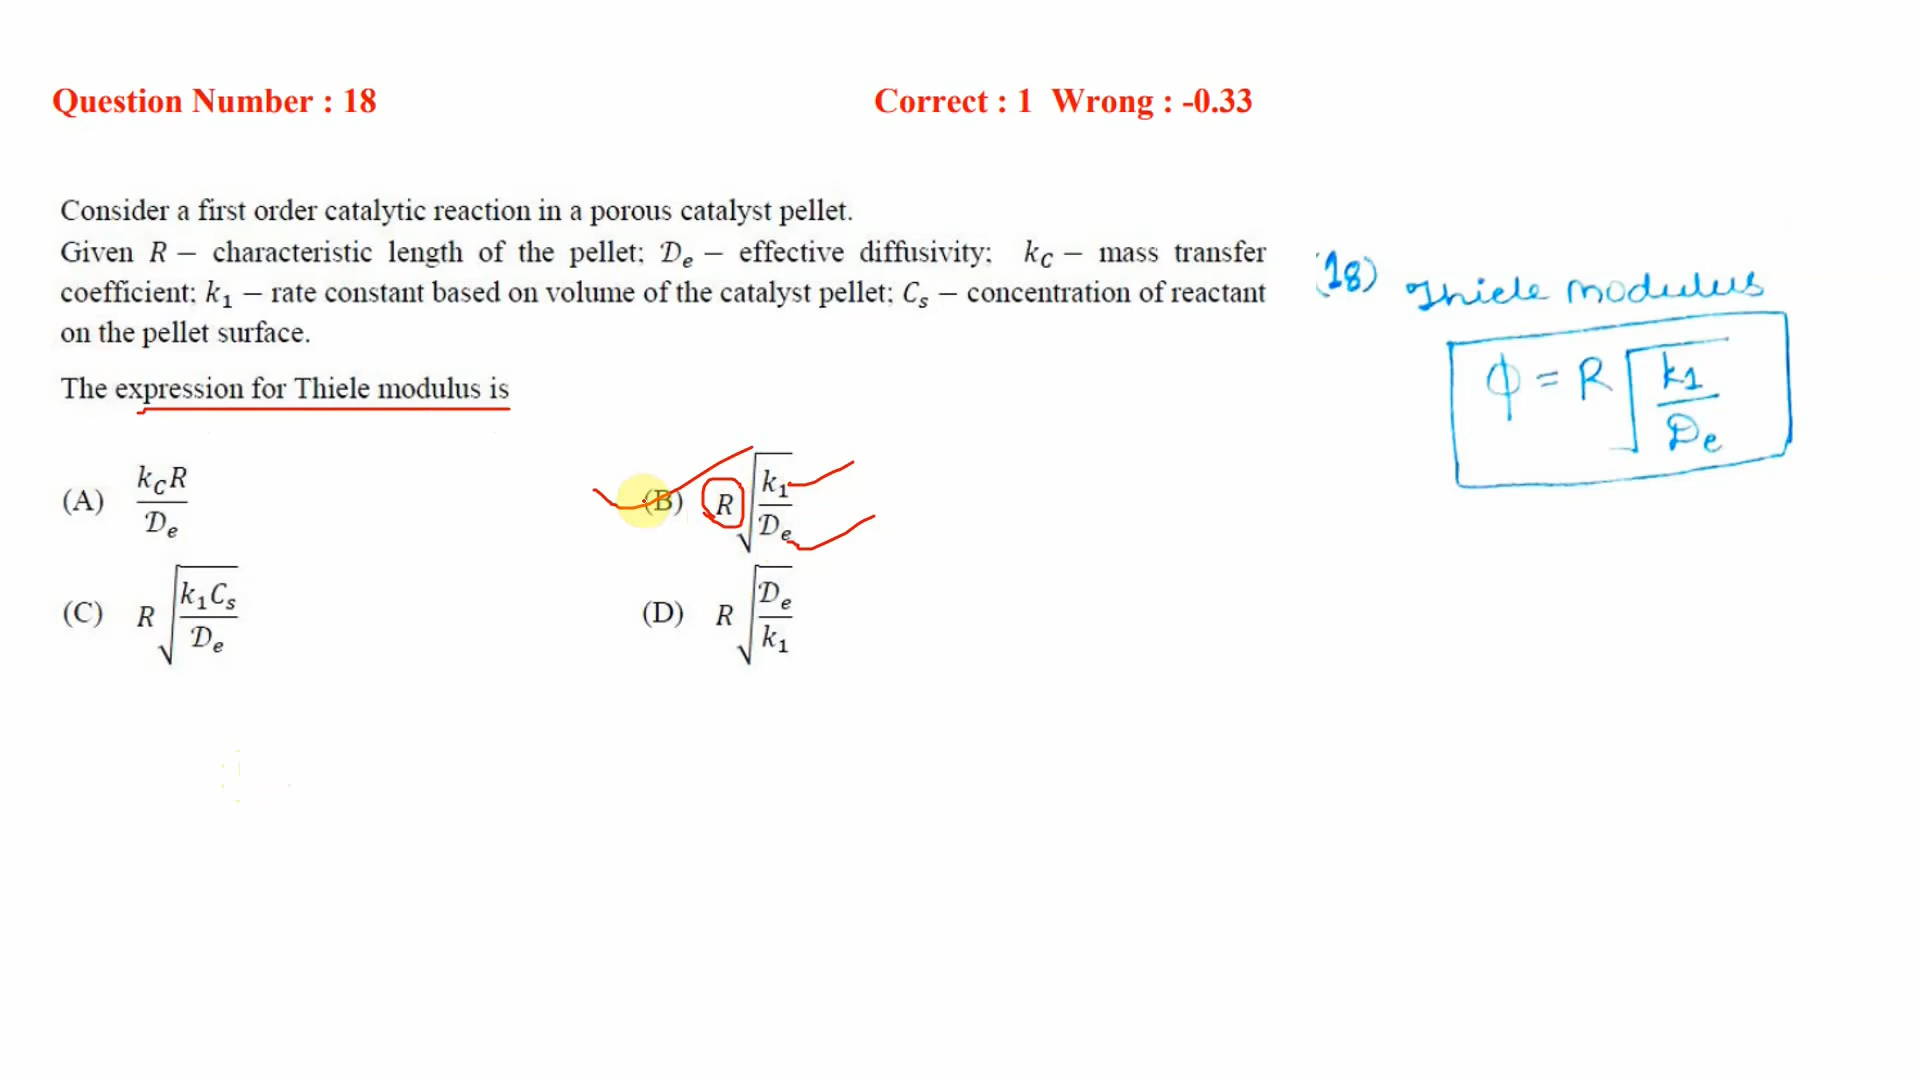 Question Number : 18 Correct : 1 Wrong : -0.33
Consider a first order catalytic reaction in a porous catalyst pellet.
Given R – characteristic length of the pellet; 𝒟ₑ – effective diffusivity; k_C – mass transfer
coefficient; k₁ – rate constant based on volume of the catalyst pellet; Cₛ – concentration of reactant
on the pellet surface.
The expression for Thiele modulus is
(A) k_C R / 𝒟ₑ
(B) R √(k₁ / 𝒟ₑ)
(C) R √(k₁Cₛ / 𝒟ₑ)
(D) R √(𝒟ₑ / k₁)
(18) Thiele modulus
ϕ = R √(k₁ / 𝒟ₑ)